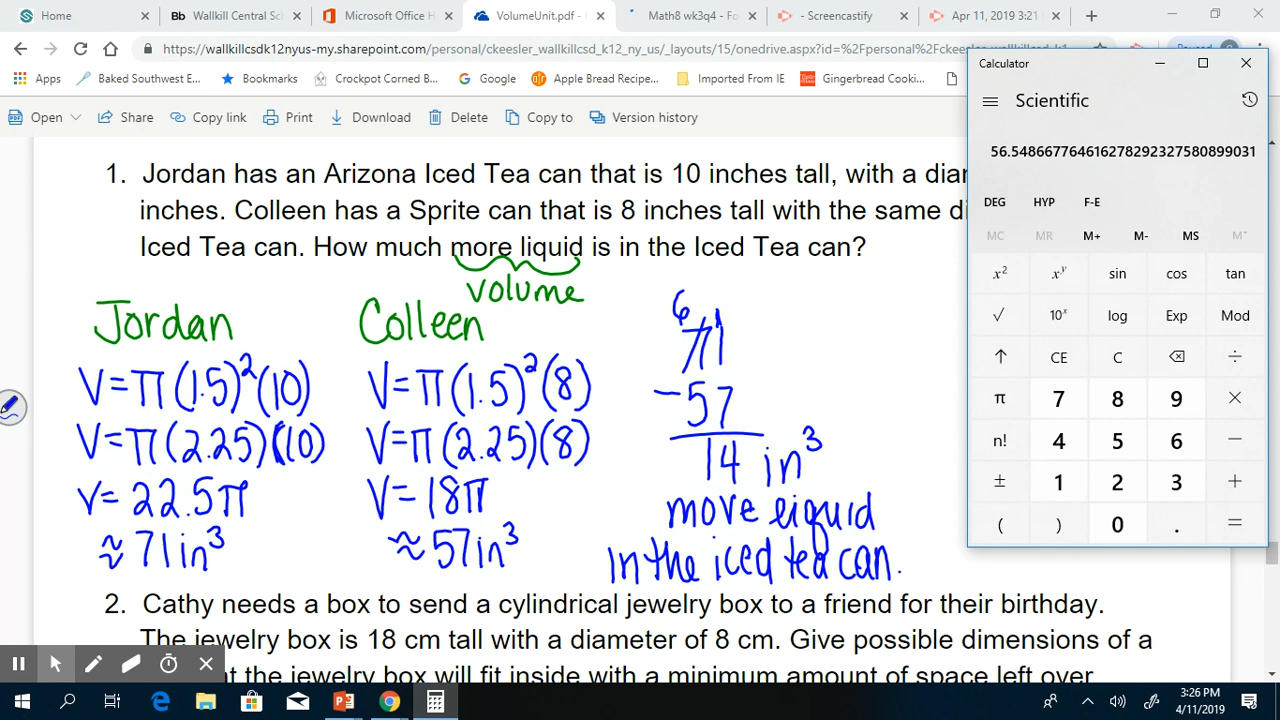 Home
Wallkill Central Sc
Microsoft Office H
VolumeUnit.pdf - C
Math8 wk3q4 - Fo
- Screencastify
Apr 11, 2019 3:21
https://wallkillcsdk12nyus-my.sharepoint.com/personal/ckeesler_wallkillcsd_k12_ny_us/_layouts/15/onedrive.aspx?id=%2Fpersonal%2Fckeesler_wallkillcsd_k1
Apps
Baked Southwest E...
Bookmarks
Crockpot Corned B...
Google
Apple Bread Recipe...
Imported From IE
Gingerbread Cooki...
Open
Share
Copy link
Print
Download
Delete
Copy to
Version history
1. Jordan has an Arizona Iced Tea can that is 10 inches tall, with a dian
inches. Colleen has a Sprite can that is 8 inches tall with the same di
Iced Tea can. How much more liquid is in the Iced Tea can?
volume
Jordan
V=π(1.5)²(10)
V=π(2.25)(10)
V=22.5π
≈71in³
Colleen
V=π(1.5)²(8)
V=π(2.25)(8)
V=18π
≈57in³
6 1
71
-57
14 in³
more liquid
in the iced tea can.
2. Cathy needs a box to send a cylindrical jewelry box to a friend for their birthday.
The jewelry box is 18 cm tall with a diameter of 8 cm. Give possible dimensions of a
t the jewelry box will fit inside with a minimum amount of space left over
Calculator
Scientific
56.548667764616278292327580899031
DEG HYP F-E
MC MR M+ M- MS M˅
x² xʸ sin cos tan
√ 10ˣ log Exp Mod
↑ CE C ⌫ ÷
π 7 8 9 ×
n! 4 5 6 −
± 1 2 3 +
( ) 0 . =
3:26 PM
4/11/2019